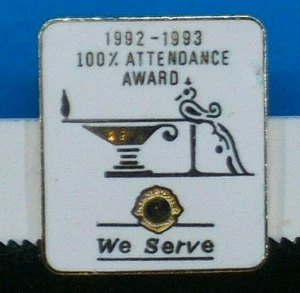 1992-1993
100% ATTENDANCE
AWARD
We Serve